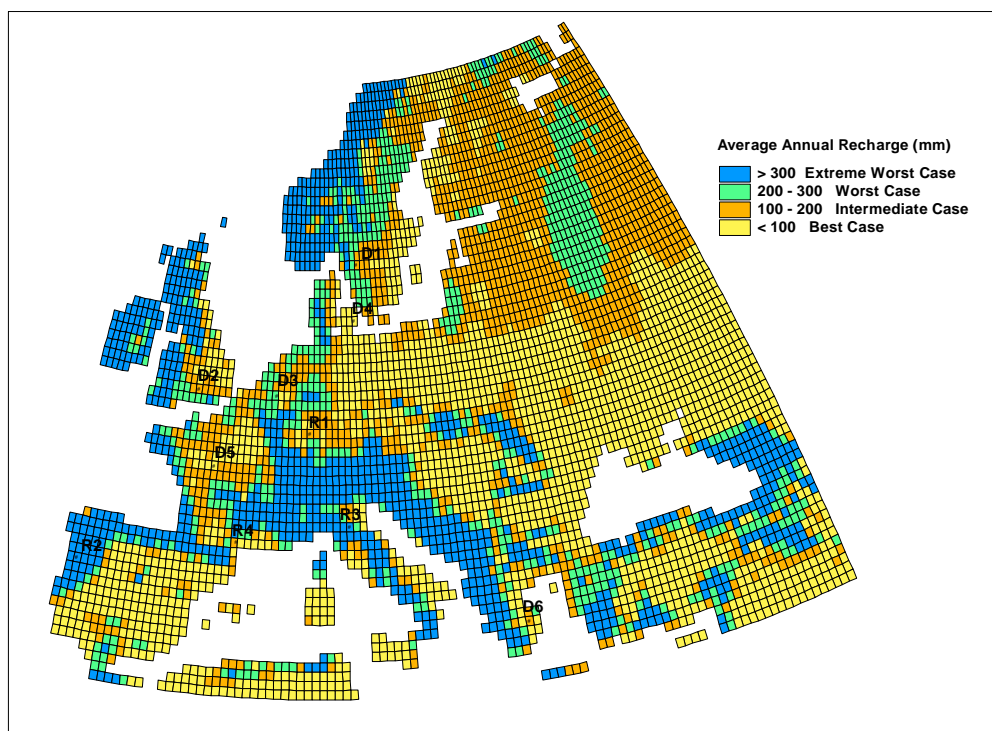 Average Annual Recharge (mm)
> 300 Extreme Worst Case
200 - 300 Worst Case
100 - 200 Intermediate Case
< 100 Best Case
D1
D4
D2
D3
R1
D5
R3
R4
R2
D6